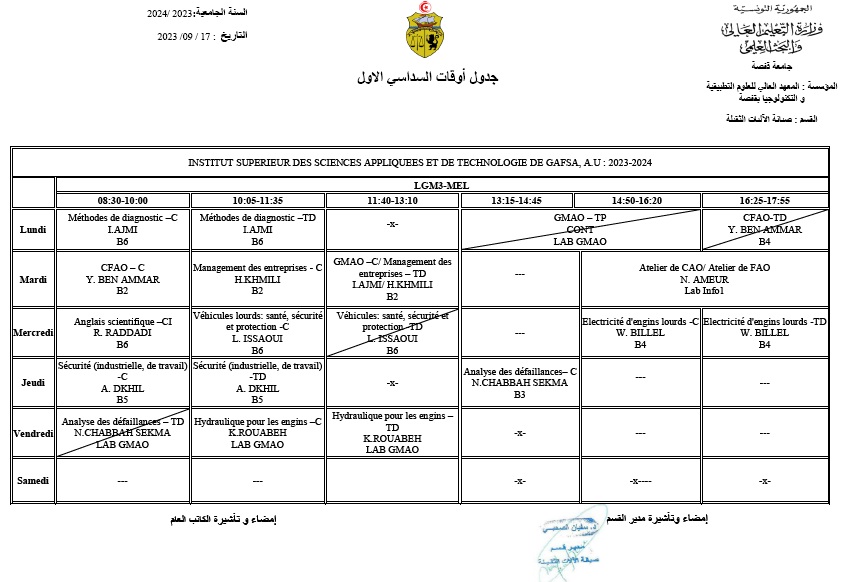 الجمهورية التونسية
وزارة التعليم العالي
والبحث العلمي
جامعة قفصة
المؤسسة : المعهد العالي للعلوم التطبيقية
و التكنولوجيا بقفصة
القسم : صيانة الآليات الثقيلة
السنة الجامعية: 2023/ 2024
التاريخ : 17 / 09/ 2023
جدول أوقات السداسي الاول
INSTITUT SUPERIEUR DES SCIENCES APPLIQUEES ET DE TECHNOLOGIE DE GAFSA, A.U : 2023-2024
LGM3-MEL
08:30-10:00
10:05-11:35
11:40-13:10
13:15-14:45
14:50-16:20
16:25-17:55
Lundi
Méthodes de diagnostic –C
I.AJMI
B6
Méthodes de diagnostic –TD
I.AJMI
B6
-x-
GMAO – TP
CONT
LAB GMAO
CFAO-TD
Y. BEN AMMAR
B4
Mardi
CFAO – C
Y. BEN AMMAR
B2
Management des entreprises - C
H.KHMILI
B2
GMAO –C/ Management des
entreprises – TD
I.AJMI/ H.KHMILI
B2
---
Atelier de CAO/ Atelier de FAO
N. AMEUR
Lab Info1
Mercredi
Anglais scientifique –CI
R. RADDADI
B6
Véhicules lourds: santé, sécurité
et protection -C
L. ISSAOUI
B6
Véhicules: santé, sécurité et
protection -TD
L. ISSAOUI
B6
---
Electricité d'engins lourds -C
W. BILLEL
B4
Electricité d'engins lourds -TD
W. BILLEL
B4
Jeudi
Sécurité (industrielle, de travail)
-C
A. DKHIL
B5
Sécurité (industrielle, de travail)
-TD
A. DKHIL
B5
-x-
Analyse des défaillances– C
N.CHABBAH SEKMA
B3
---
---
Vendredi
Analyse des défaillances – TD
N.CHABBAH SEKMA
LAB GMAO
Hydraulique pour les engins –C
K.ROUABEH
LAB GMAO
Hydraulique pour les engins –
TD
K.ROUABEH
LAB GMAO
-x-
---
---
Samedi
---
---
-x-
-x----
-x-
إمضاء وتأشيرة مدير القسم
إمضاء و تأشيرة الكاتب العام
مدير قسم
صيانة الآليات الثقيلة